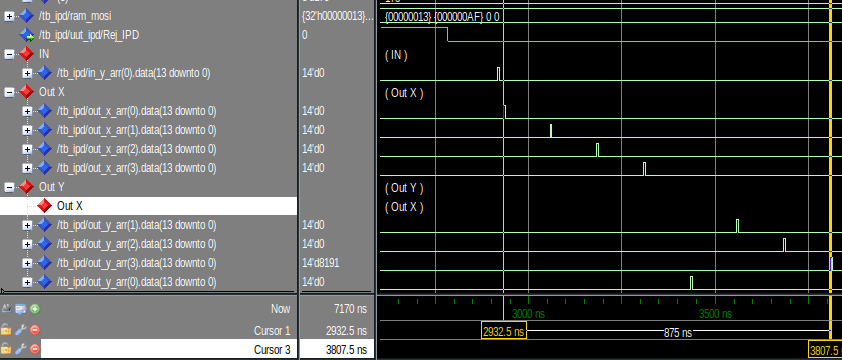 /tb_ipd/ram_mosi {32'h00000013}... {00000013} {000000AF} 0 0
/tb_ipd/uut_ipd/Rej_IPD 0
IN ( IN )
/tb_ipd/in_y_arr(0).data(13 downto 0) 14'd0
Out X ( Out X )
/tb_ipd/out_x_arr(0).data(13 downto 0) 14'd0
/tb_ipd/out_x_arr(1).data(13 downto 0) 14'd0
/tb_ipd/out_x_arr(2).data(13 downto 0) 14'd0
/tb_ipd/out_x_arr(3).data(13 downto 0) 14'd0
Out Y ( Out Y )
Out X ( Out X )
/tb_ipd/out_y_arr(1).data(13 downto 0) 14'd0
/tb_ipd/out_y_arr(2).data(13 downto 0) 14'd0
/tb_ipd/out_y_arr(3).data(13 downto 0) 14'd8191
/tb_ipd/out_y_arr(0).data(13 downto 0) 14'd0
Now 7170 ns 3000 ns 3500 ns
Cursor 1 2932.5 ns 2932.5 ns 875 ns
Cursor 3 3807.5 ns 3807.5